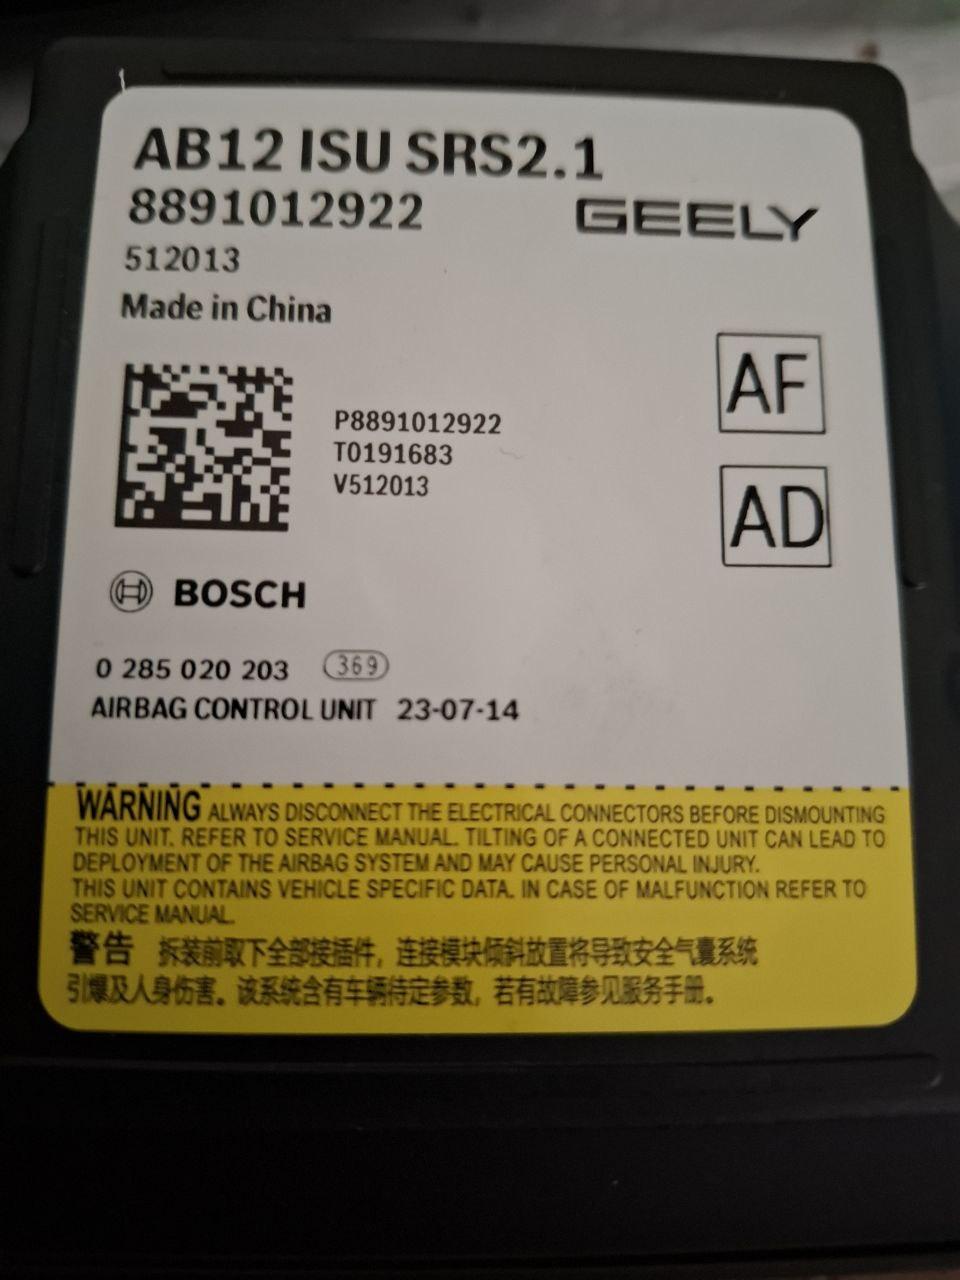 AB12 ISU SRS2.1
8891012922
GEELY
512013
Made in China
AF
P8891012922
T0191683
V512013
AD
BOSCH
0 285 020 203 369
AIRBAG CONTROL UNIT 23-07-14
WARNING ALWAYS DISCONNECT THE ELECTRICAL CONNECTORS BEFORE DISMOUNTING
THIS UNIT. REFER TO SERVICE MANUAL. TILTING OF A CONNECTED UNIT CAN LEAD TO
DEPLOYMENT OF THE AIRBAG SYSTEM AND MAY CAUSE PERSONAL INJURY.
THIS UNIT CONTAINS VEHICLE SPECIFIC DATA. IN CASE OF MALFUNCTION REFER TO
SERVICE MANUAL.
警告 拆装前取下全部接插件，连接模块倾斜放置将导致安全气囊系统
引爆及人身伤害。该系统含有车辆特定参数，若有故障参见服务手册。